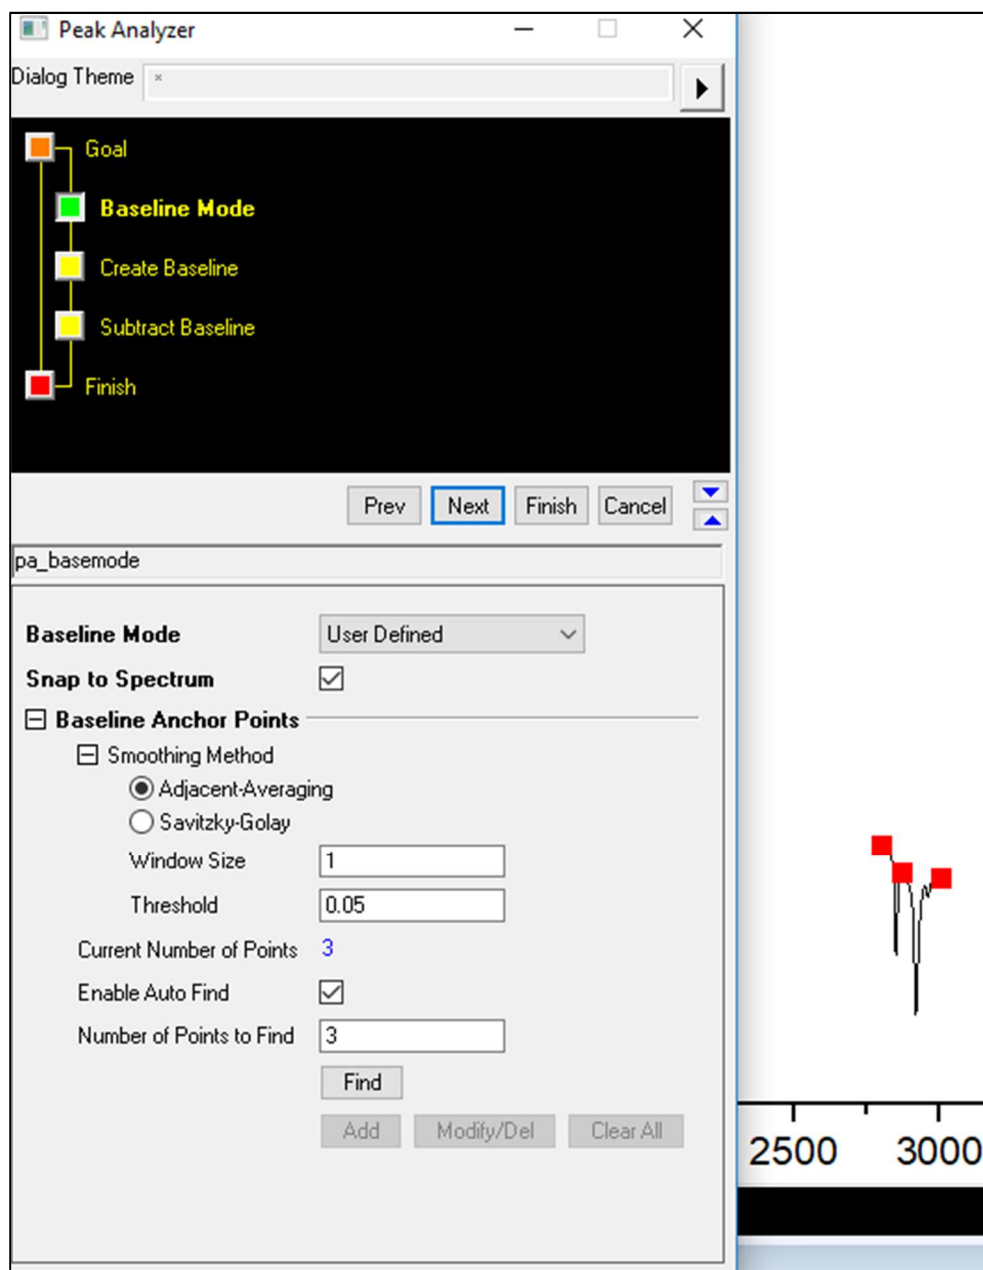 Peak Analyzer
Dialog Theme *
Goal
Baseline Mode
Create Baseline
Subtract Baseline
Finish
Prev Next Finish Cancel
pa_basemode
Baseline Mode User Defined
Snap to Spectrum
Baseline Anchor Points
Smoothing Method
Adjacent-Averaging
Savitzky-Golay
Window Size 1
Threshold 0.05
Current Number of Points 3
Enable Auto Find
Number of Points to Find 3
Find
Add Modify/Del Clear All
2500 3000